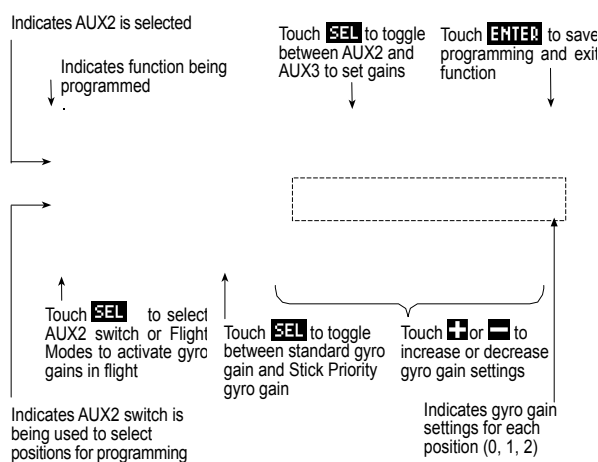 Indicates AUX2 is selected
Indicates function being
programmed
Touch SEL to toggle
between AUX2 and
AUX3 to set gains
Touch ENTER to save
programming and exit
function
Touch SEL to select
AUX2 switch or Flight
Modes to activate gyro
gains in flight
Touch SEL to toggle
between standard gyro
gain and Stick Priority
gyro gain
Touch + or - to
increase or decrease
gyro gain settings
Indicates AUX2 switch is
being used to select
positions for programming
Indicates gyro gain
settings for each
position (0, 1, 2)